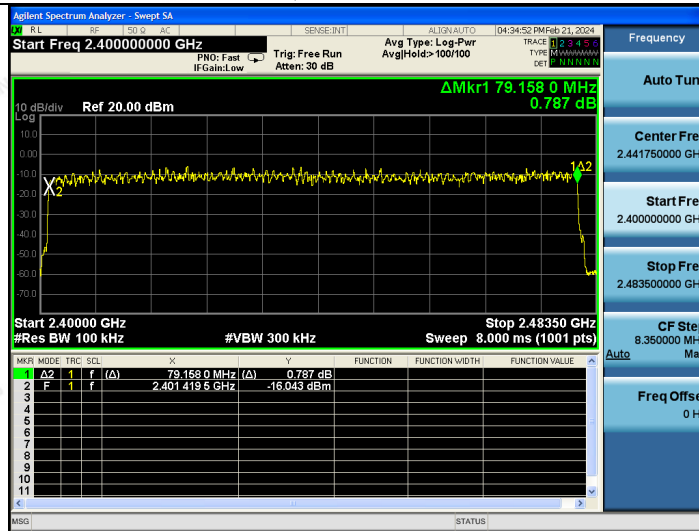 Agilent Spectrum Analyzer - Swept SA
LXI RL RF 50 Ω AC SENSE:INT ALIGN AUTO 04:34:52 PM Feb 21, 2024
Start Freq 2.400000000 GHz
PNO: Fast
IFGain:Low
Trig: Free Run
Atten: 30 dB
Avg Type: Log-Pwr
Avg|Hold:> 100/100
TRACE 1 2 3 4 5 6
TYPE MWWWWW
DET P N N N N N
ΔMkr1 79.158 0 MHz
0.787 dB
10 dB/div Ref 20.00 dBm
Log
10.0
0.00
-10.0
-20.0
-30.0
-40.0
-50.0
-60.0
-70.0
X2
1Δ2
Start 2.40000 GHz Stop 2.48350 GHz
#Res BW 100 kHz #VBW 300 kHz Sweep 8.000 ms (1001 pts)
MKR MODE TRC SCL X Y FUNCTION FUNCTION WIDTH FUNCTION VALUE
1 Δ2 1 f (Δ) 79.158 0 MHz (Δ) 0.787 dB
2 F 1 f 2.401 419 5 GHz -16.043 dBm
3
4
5
6
7
8
9
10
11
MSG STATUS
Frequency
Auto Tun
Center Fre
2.441750000 GH
Start Fre
2.400000000 GH
Stop Fre
2.483500000 GH
CF Ste
8.350000 MH
Auto Ma
Freq Offse
0 H